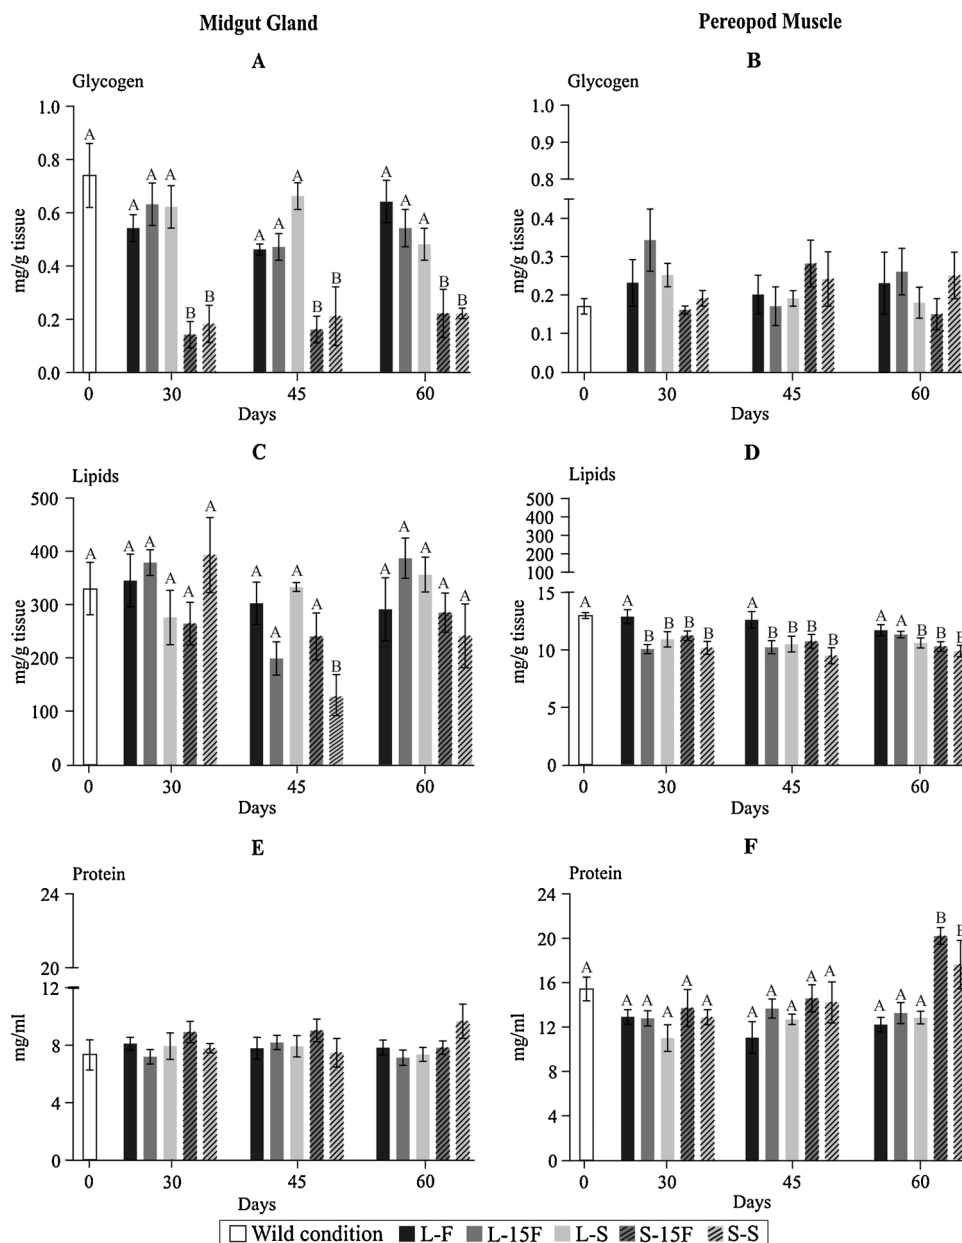 Midgut Gland
Pereopod Muscle
A
Glycogen
1.0
0.8
0.6
0.4
0.2
0.0
mg/g tissue
A
A A A B B
A A A B B
A A A B B
0 30 45 60
Days
B
Glycogen
1.0
0.9
0.8
0.4
0.3
0.2
0.1
0.0
mg/g tissue
0 30 45 60
Days
C
Lipids
500
400
300
200
100
0
mg/g tissue
A
A A A A A
A A A A B
A A A A A
0 30 45 60
Days
D
Lipids
500
400
300
200
100
15
10
5
0
mg/g tissue
A
A B B B B
A B B B B
A A B B B
0 30 45 60
Days
E
Protein
24
20
12
8
4
0
mg/ml
0 30 45 60
Days
F
Protein
24
20
16
12
8
4
0
mg/ml
A
A A A A A
A A A A A
A A A B
0 30 45 60
Days
Wild condition L-F L-15F L-S S-15F S-S